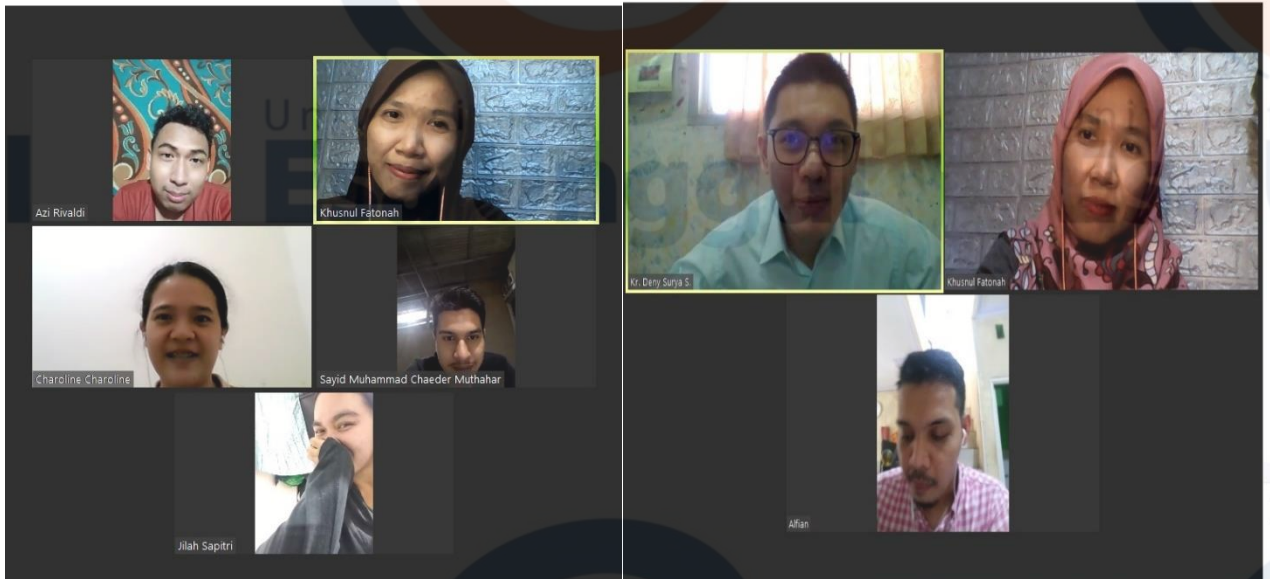 Azi Rivaldi
Khusnul Fatonah
Charoline Charoline
Sayid Muhammad Chaeder Muthahar
Jilah Sapitri
Kr. Deny Surya S.
Khusnul Fatonah
Alfian